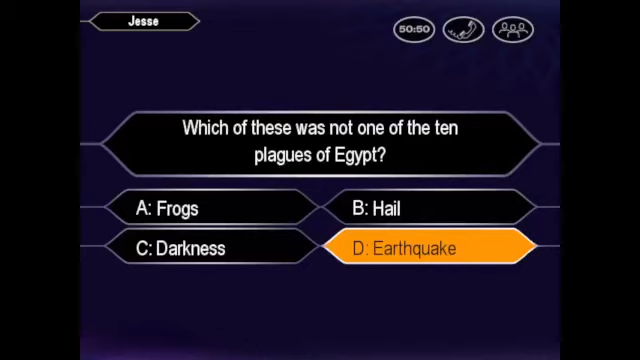 Jesse
50:50
Which of these was not one of the ten
plagues of Egypt?
A: Frogs
B: Hail
C: Darkness
D: Earthquake